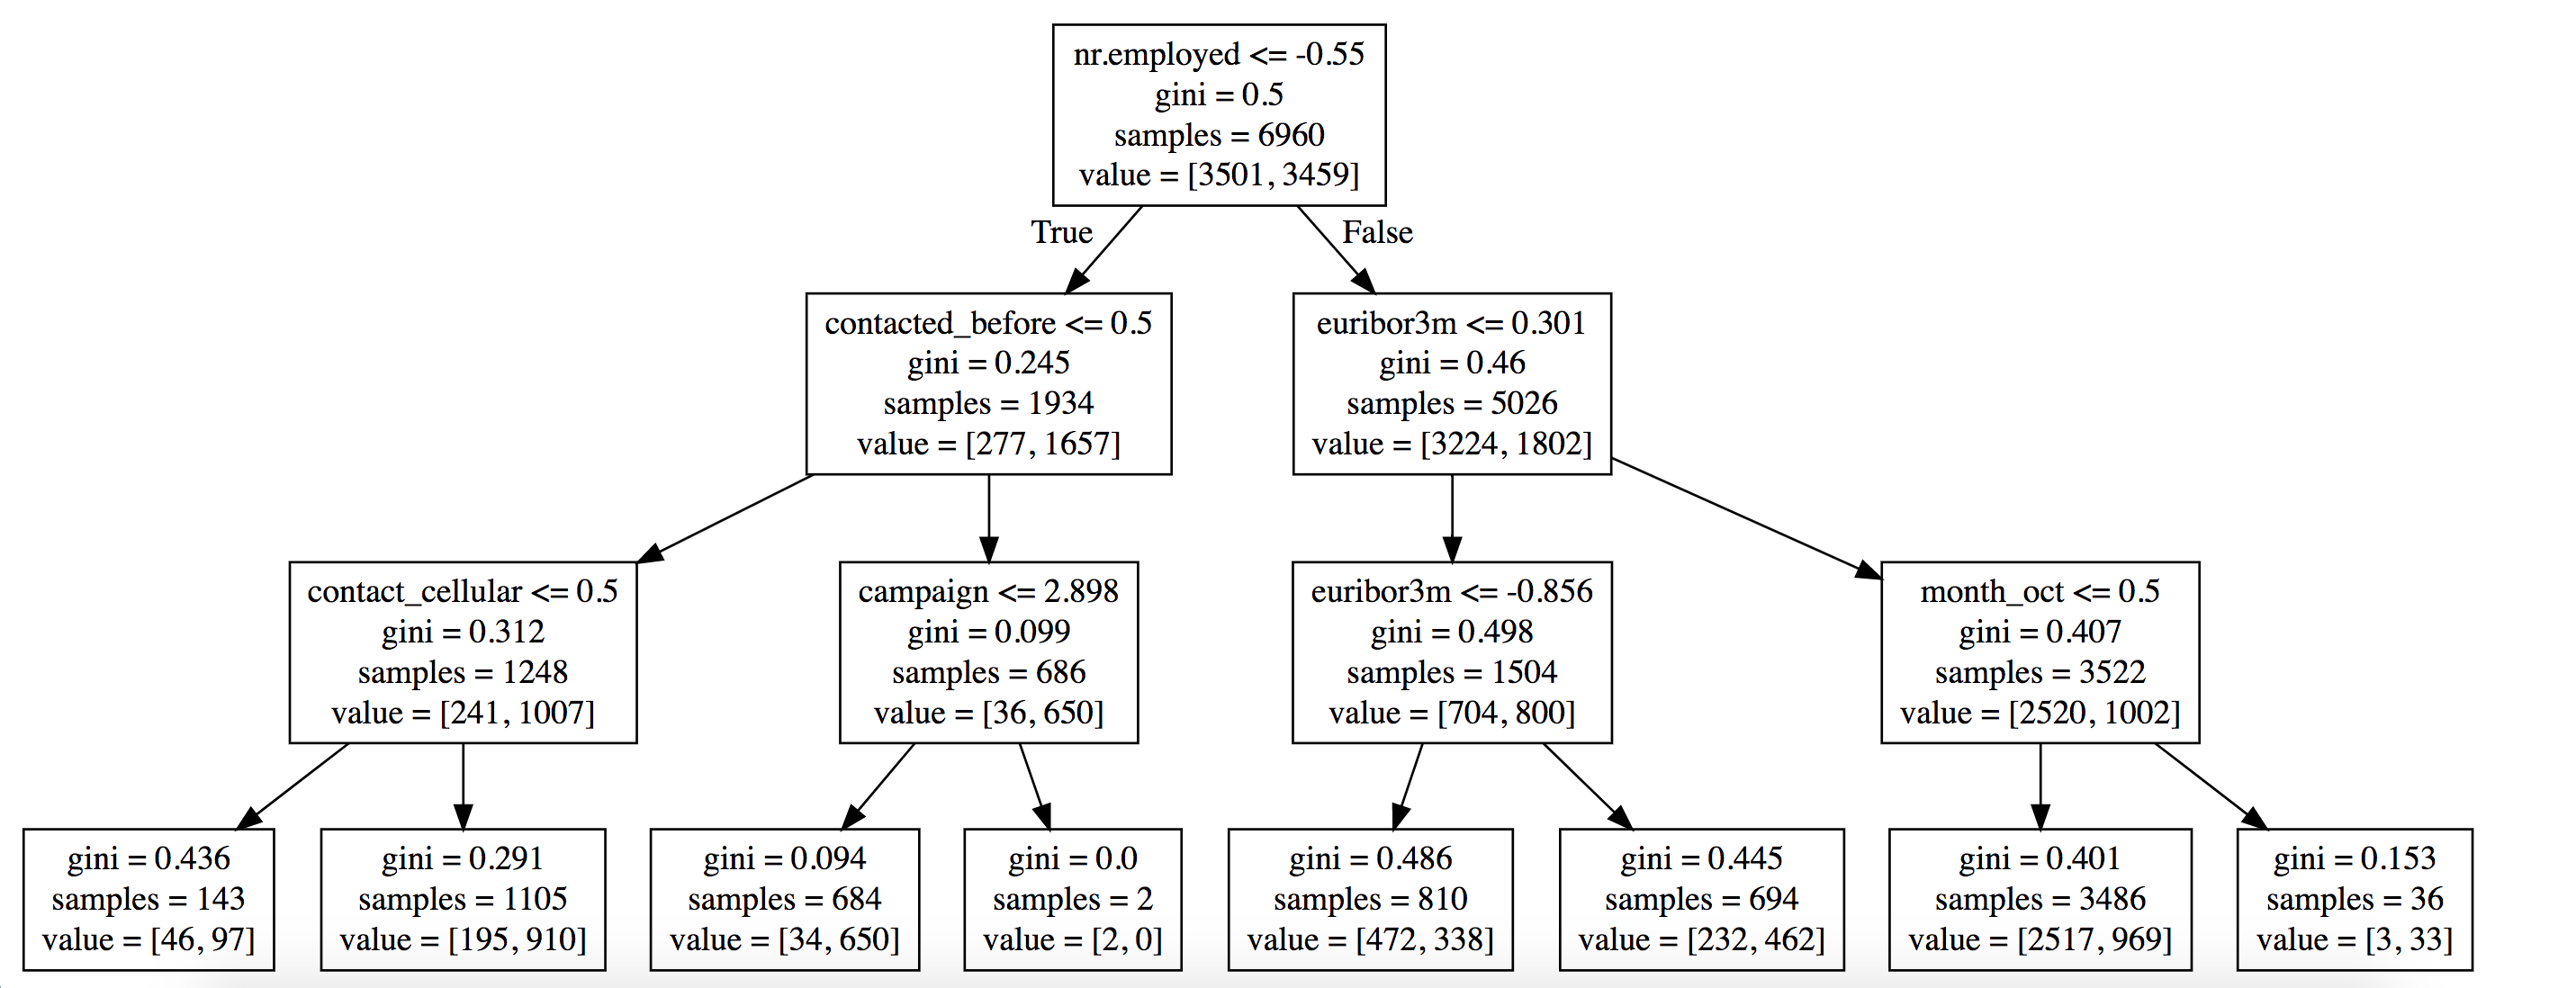 nr.employed <= -0.55
gini = 0.5
samples = 6960
value = [3501, 3459]
True
False
contacted_before <= 0.5
gini = 0.245
samples = 1934
value = [277, 1657]
euribor3m <= 0.301
gini = 0.46
samples = 5026
value = [3224, 1802]
contact_cellular <= 0.5
gini = 0.312
samples = 1248
value = [241, 1007]
campaign <= 2.898
gini = 0.099
samples = 686
value = [36, 650]
euribor3m <= -0.856
gini = 0.498
samples = 1504
value = [704, 800]
month_oct <= 0.5
gini = 0.407
samples = 3522
value = [2520, 1002]
gini = 0.436
samples = 143
value = [46, 97]
gini = 0.291
samples = 1105
value = [195, 910]
gini = 0.094
samples = 684
value = [34, 650]
gini = 0.0
samples = 2
value = [2, 0]
gini = 0.486
samples = 810
value = [472, 338]
gini = 0.445
samples = 694
value = [232, 462]
gini = 0.401
samples = 3486
value = [2517, 969]
gini = 0.153
samples = 36
value = [3, 33]